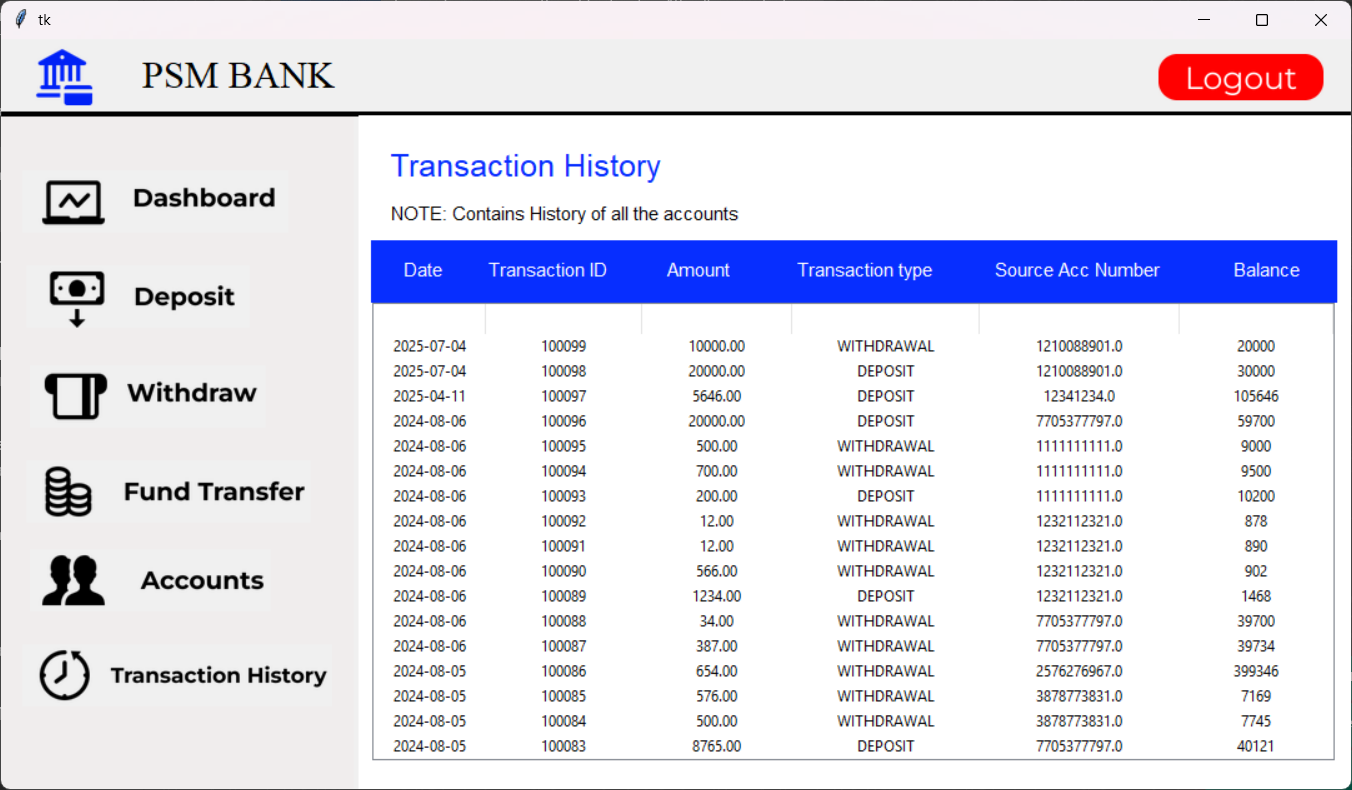 tk
PSM BANK
Logout
Dashboard
Deposit
Withdraw
Fund Transfer
Accounts
Transaction History
Transaction History
NOTE: Contains History of all the accounts
Date Transaction ID Amount Transaction type Source Acc Number Balance
2025-07-04 100099 10000.00 WITHDRAWAL 1210088901.0 20000
2025-07-04 100098 20000.00 DEPOSIT 1210088901.0 30000
2025-04-11 100097 5646.00 DEPOSIT 12341234.0 105646
2024-08-06 100096 20000.00 DEPOSIT 7705377797.0 59700
2024-08-06 100095 500.00 WITHDRAWAL 1111111111.0 9000
2024-08-06 100094 700.00 WITHDRAWAL 1111111111.0 9500
2024-08-06 100093 200.00 DEPOSIT 1111111111.0 10200
2024-08-06 100092 12.00 WITHDRAWAL 1232112321.0 878
2024-08-06 100091 12.00 WITHDRAWAL 1232112321.0 890
2024-08-06 100090 566.00 WITHDRAWAL 1232112321.0 902
2024-08-06 100089 1234.00 DEPOSIT 1232112321.0 1468
2024-08-06 100088 34.00 WITHDRAWAL 7705377797.0 39700
2024-08-06 100087 387.00 WITHDRAWAL 7705377797.0 39734
2024-08-05 100086 654.00 WITHDRAWAL 2576276967.0 399346
2024-08-05 100085 576.00 WITHDRAWAL 3878773831.0 7169
2024-08-05 100084 500.00 WITHDRAWAL 3878773831.0 7745
2024-08-05 100083 8765.00 DEPOSIT 7705377797.0 40121